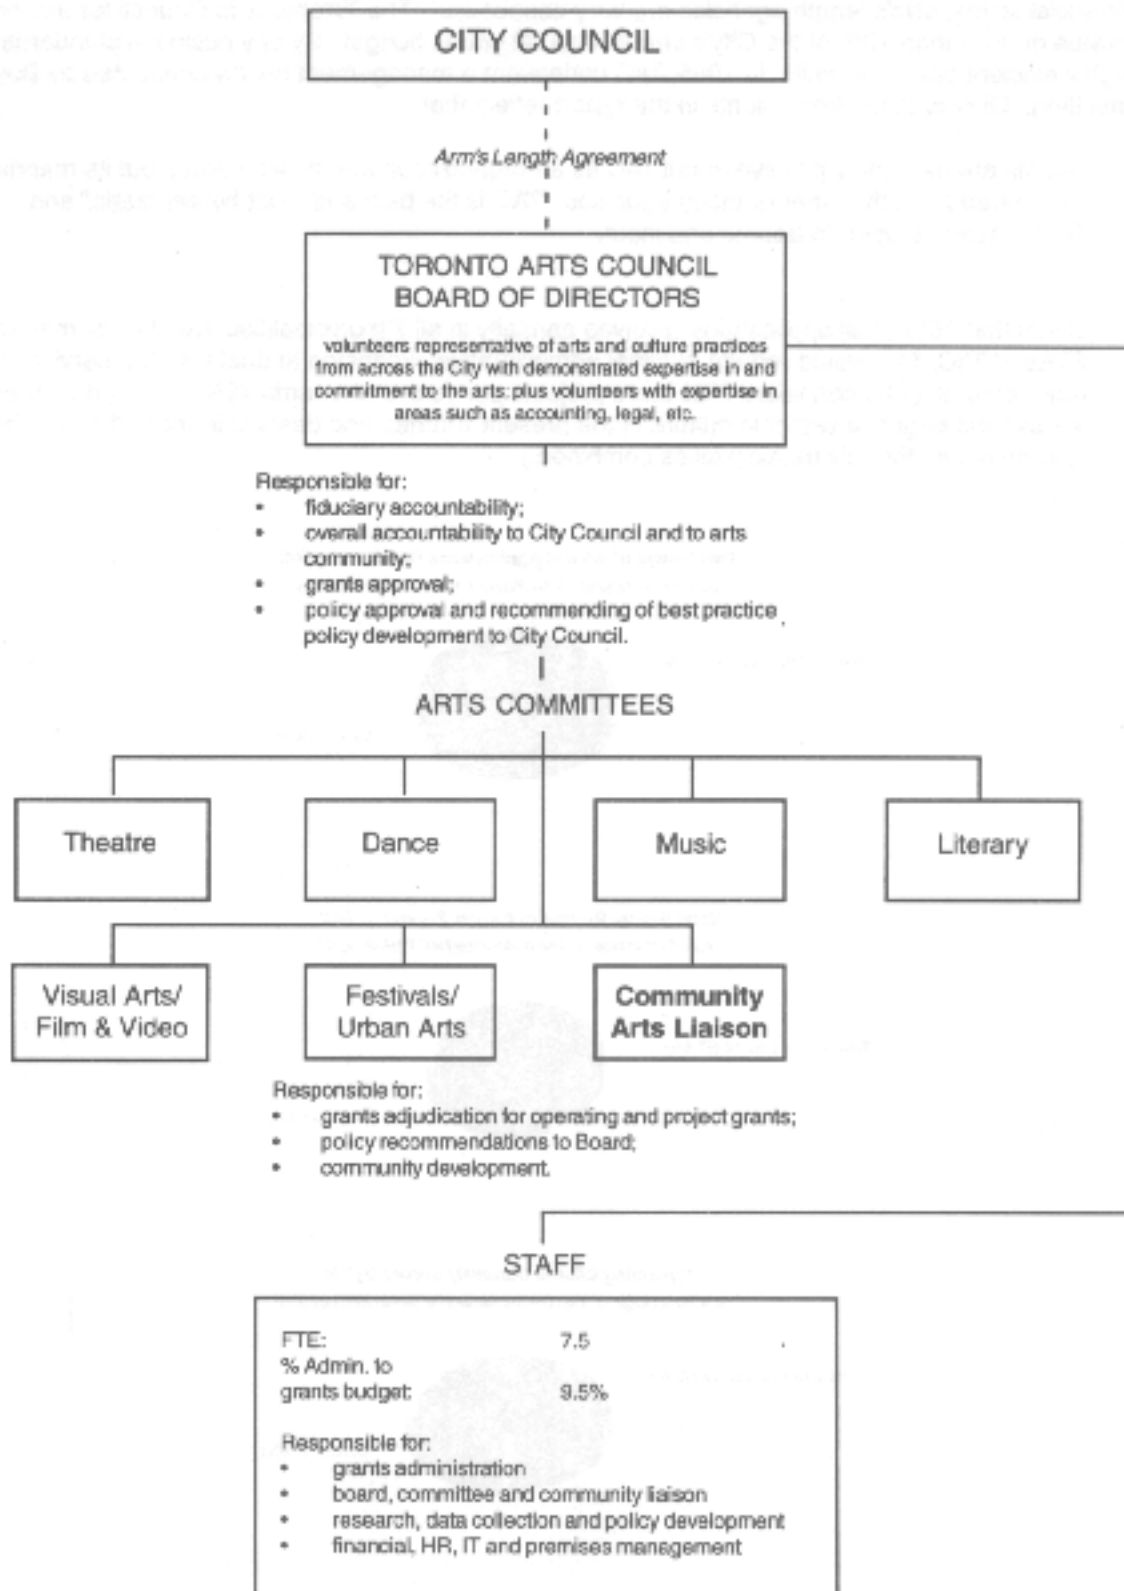 CITY COUNCIL
Arm's Length Agreement
TORONTO ARTS COUNCIL
BOARD OF DIRECTORS
volunteers representative of arts and culture practices
from across the City with demonstrated expertise in and
commitment to the arts; plus volunteers with expertise in
areas such as accounting, legal, etc.
Responsible for:
• fiduciary accountability;
• overall accountability to City Council and to arts
community;
• grants approval;
• policy approval and recommending of best practice
policy development to City Council.
ARTS COMMITTEES
Theatre
Dance
Music
Literary
Visual Arts/
Film & Video
Festivals/
Urban Arts
Community
Arts Liaison
Responsible for:
• grants adjudication for operating and project grants;
• policy recommendations to Board;
• community development.
STAFF
FTE: 7.5
% Admin. to
grants budget: 9.5%
Responsible for:
• grants administration
• board, committee and community liaison
• research, data collection and policy development
• financial, HR, IT and premises management